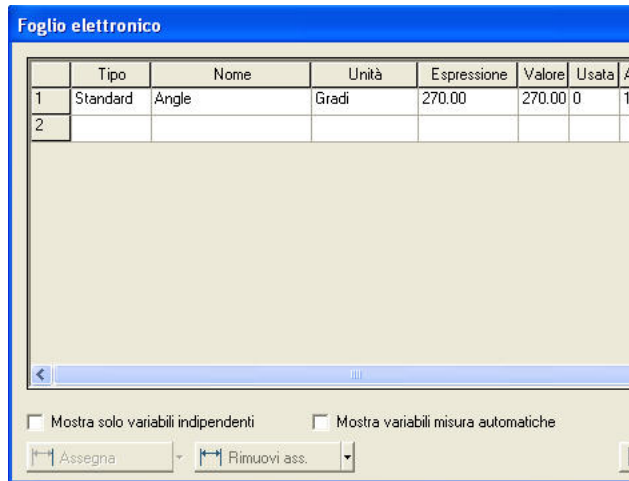 Foglio elettronico
Tipo Nome Unità Espressione Valore Usata A
1 Standard Angle Gradi 270.00 270.00 0 1
2
Mostra solo variabili indipendenti Mostra variabili misura automatiche
Assegna Rimuovi ass.